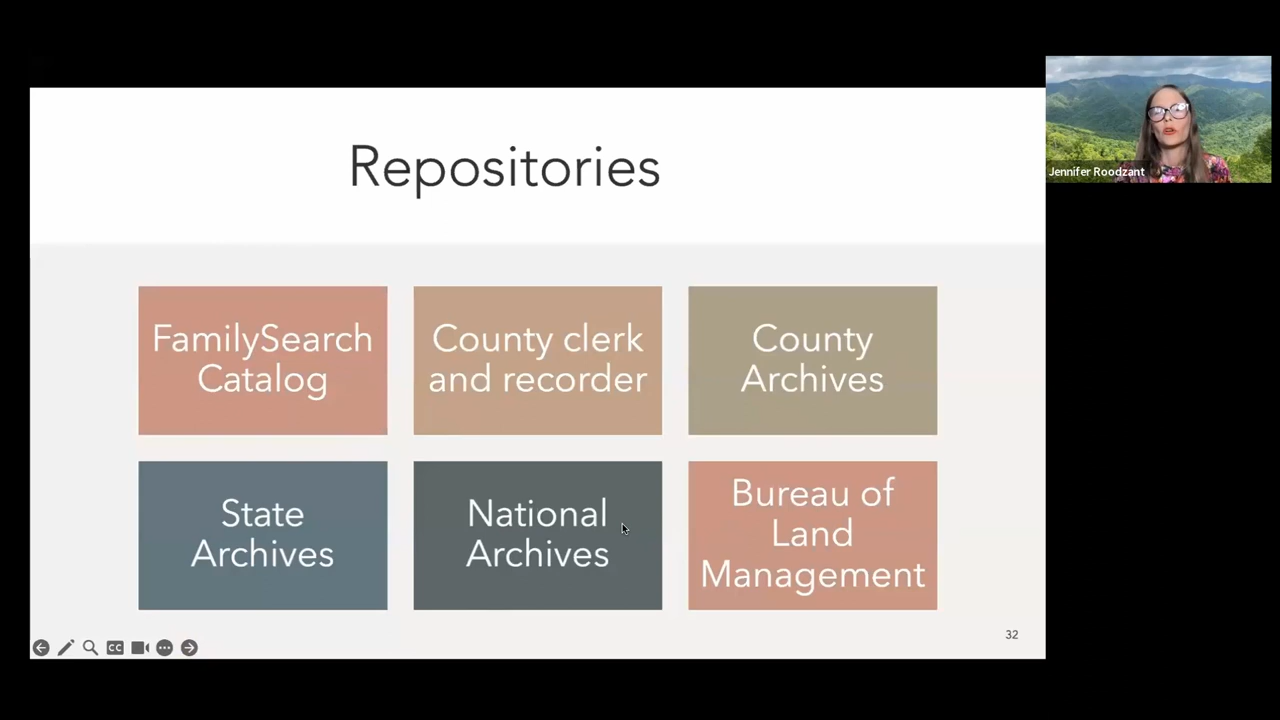 Repositories
Jennifer Roodzant
FamilySearch
Catalog
County clerk
and recorder
County
Archives
State
Archives
National
Archives
Bureau of
Land
Management
32
CC